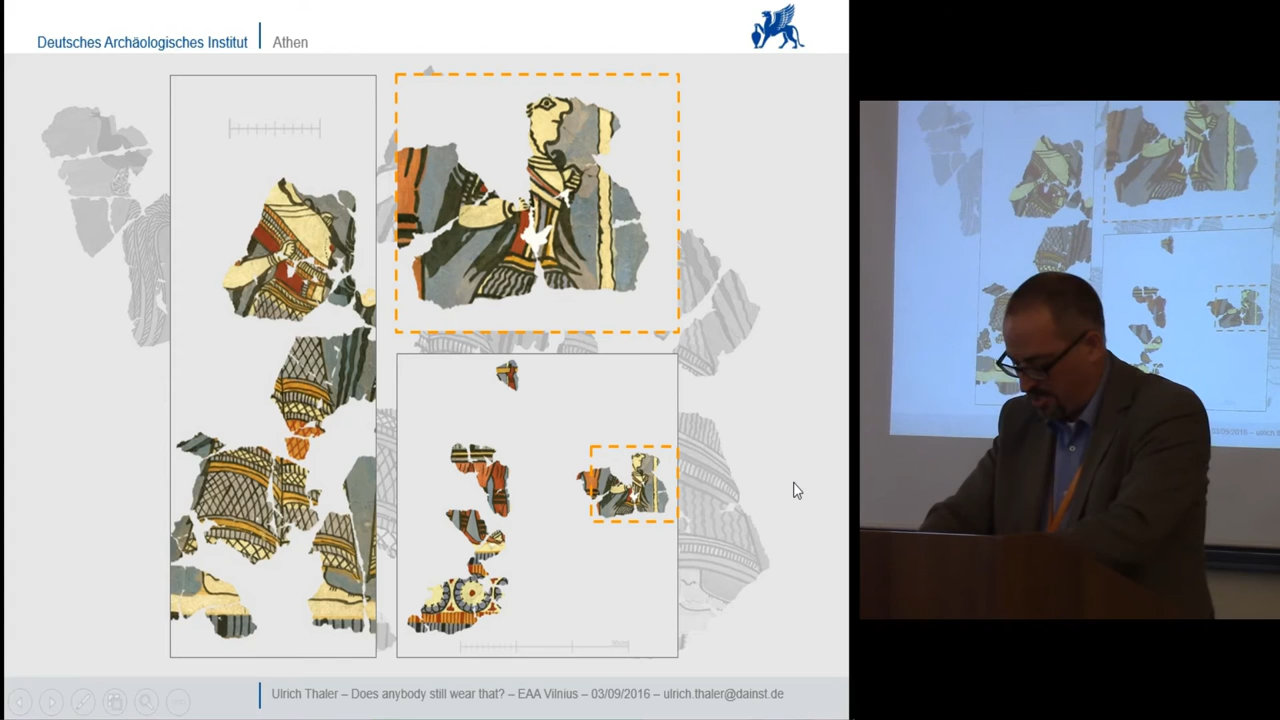 Deutsches Archäologisches Institut
Athen
Ulrich Thaler – Does anybody still wear that? – EAA Vilnius – 03/09/2016 – ulrich.thaler@dainst.de